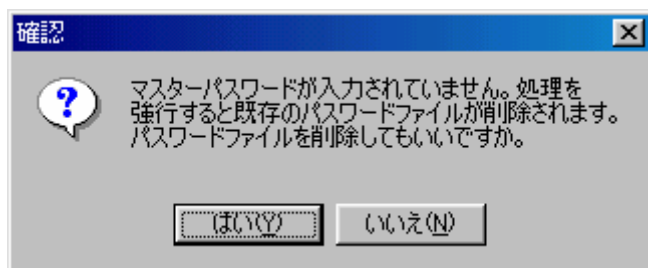 確認
マスターパスワードが入力されていません。処理を
強行すると既存のパスワードファイルが削除されます。
パスワードファイルを削除してもいいですか。
はい(Y)
いいえ(N)